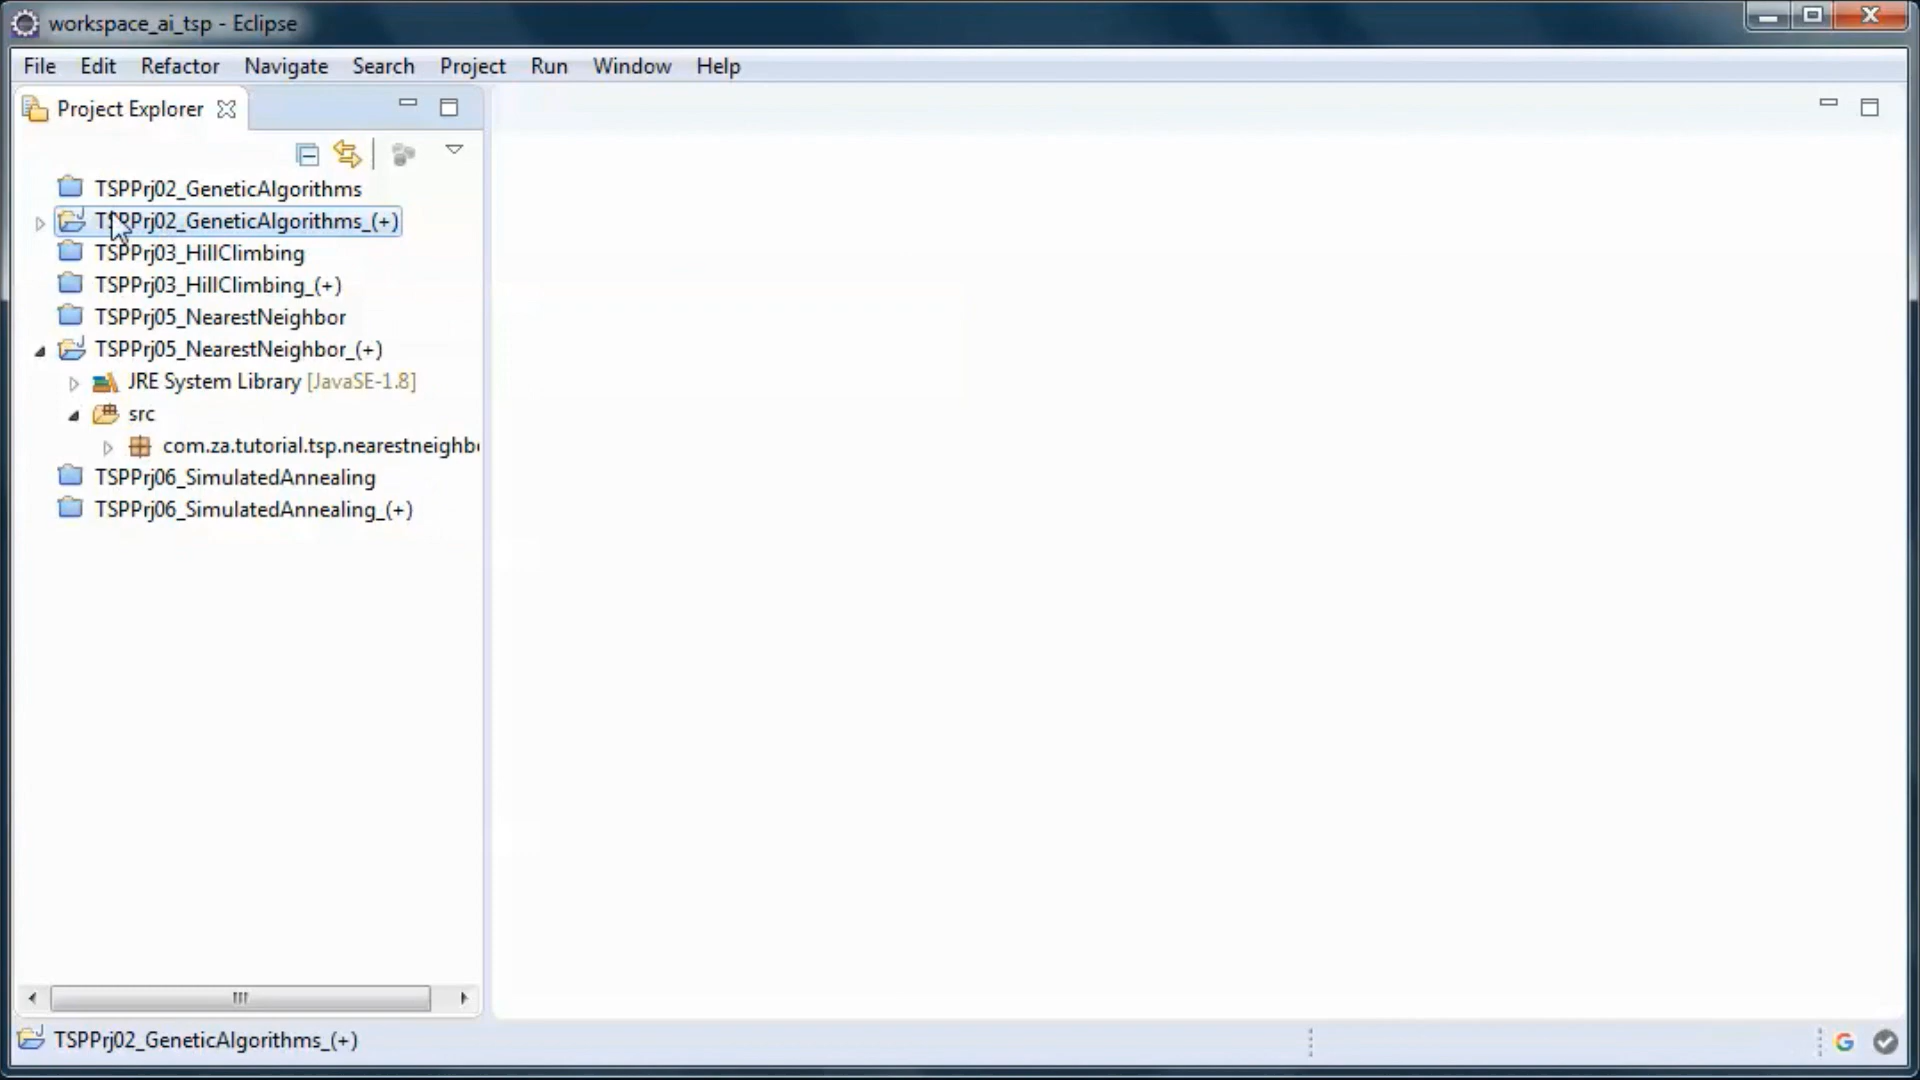 workspace_ai_tsp - Eclipse
File Edit Refactor Navigate Search Project Run Window Help
Project Explorer
TSPPrj02_GeneticAlgorithms
TSPPrj02_GeneticAlgorithms_(+)
TSPPrj03_HillClimbing
TSPPrj03_HillClimbing_(+)
TSPPrj05_NearestNeighbor
TSPPrj05_NearestNeighbor_(+)
JRE System Library [JavaSE-1.8]
src
com.za.tutorial.tsp.nearestneighb
TSPPrj06_SimulatedAnnealing
TSPPrj06_SimulatedAnnealing_(+)
TSPPrj02_GeneticAlgorithms_(+)